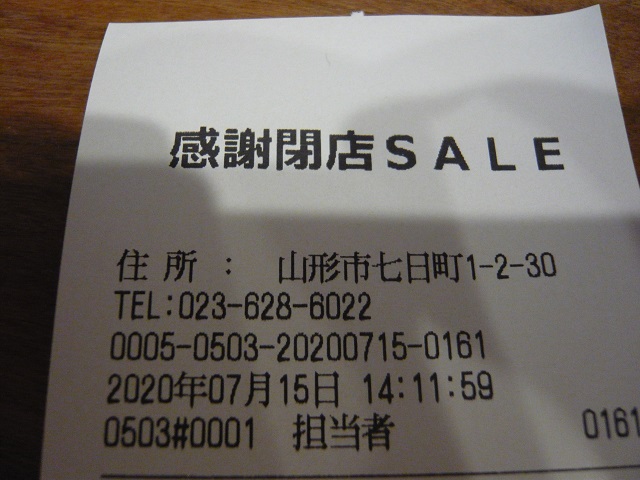 感謝閉店SALE
住所： 山形市七日町1-2-30
TEL:023-628-6022
0005-0503-20200715-0161
2020年07月15日 14:11:59
0503#0001 担当者 0161